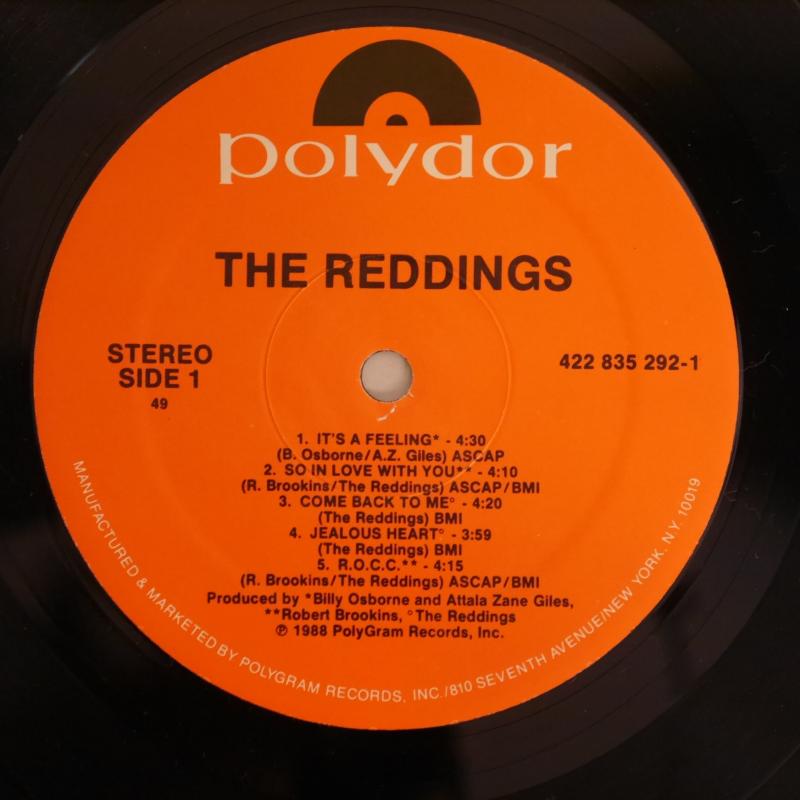 polydor
THE REDDINGS
STEREO
SIDE 1
49
422 835 292-1
1. IT'S A FEELING* - 4:30
(B. Osborne/A.Z. Giles) ASCAP
2. SO IN LOVE WITH YOU** - 4:10
(R. Brookins/The Reddings) ASCAP/BMI
3. COME BACK TO ME° - 4:20
(The Reddings) BMI
4. JEALOUS HEART° - 3:59
(The Reddings) BMI
5. R.O.C.C.** - 4:15
(R. Brookins/The Reddings) ASCAP/BMI
Produced by *Billy Osborne and Attala Zane Giles,
**Robert Brookins, °The Reddings
℗ 1988 PolyGram Records, Inc.
MANUFACTURED & MARKETED BY POLYGRAM RECORDS, INC./810 SEVENTH AVENUE/NEW YORK, N.Y. 10019